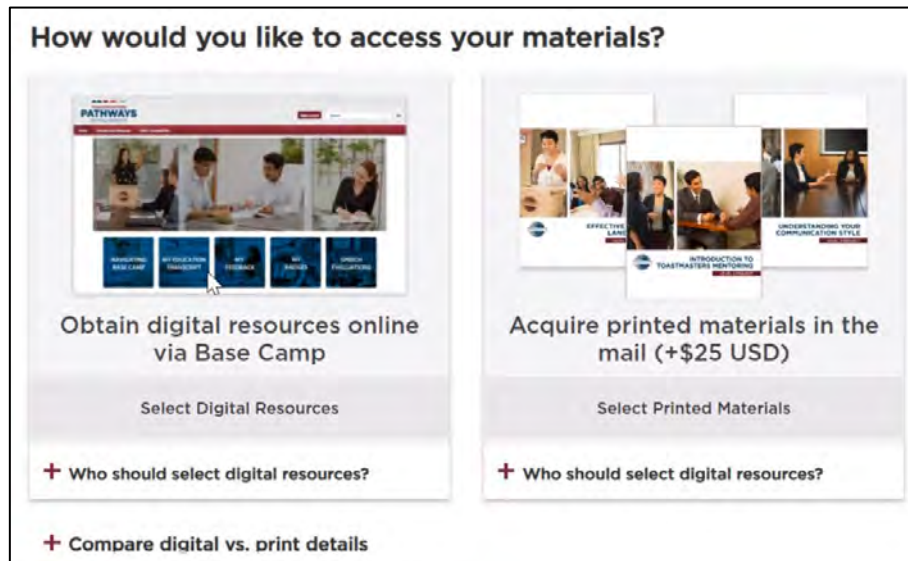 How would you like to access your materials?
PATHWAYS
NAVIGATING
BASE CAMP
MY EDUCATION
TRANSCRIPT
MY
FEEDBACK
MY
BADGES
SPEECH
EVALUATIONS
Obtain digital resources online
via Base Camp
Select Digital Resources
+ Who should select digital resources?
EFFECTIVE
LANG
INTRODUCTION TO
TOASTMASTERS MENTORING
UNDERSTANDING YOUR
COMMUNICATION STYLE
Acquire printed materials in the
mail (+$25 USD)
Select Printed Materials
+ Who should select digital resources?
+ Compare digital vs. print details